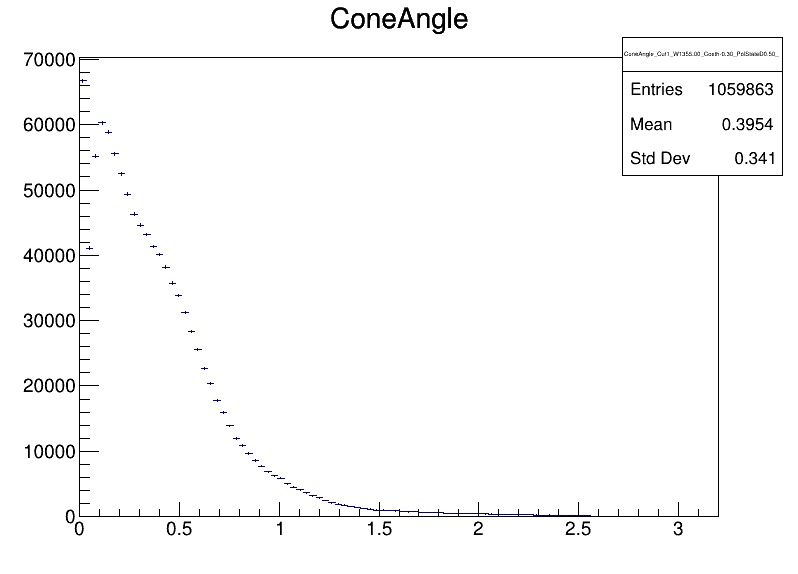 ConeAngle
ConeAngle_Cut1_W1355.00_Costh-0.30_PolStateD0.50_
Entries 1059863
Mean 0.3954
Std Dev 0.341
70000
60000
50000
40000
30000
20000
10000
0
0 0.5 1 1.5 2 2.5 3